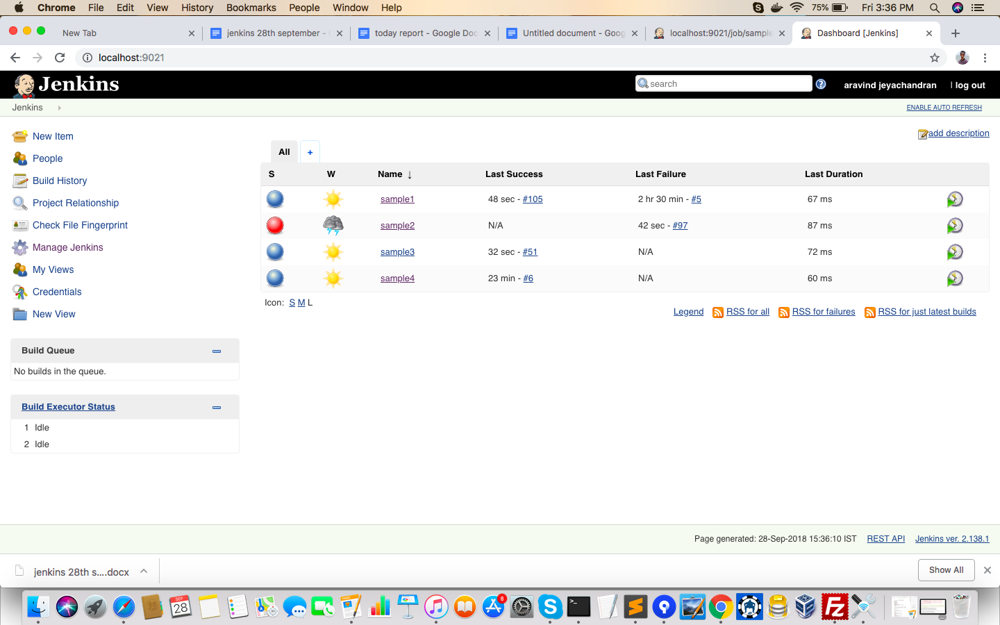 Chrome File Edit View History Bookmarks People Window Help 75% Fri 3:36 PM
New Tab jenkins 28th september - today report - Google Doc Untitled document - Goog localhost:9021/job/sample Dashboard [Jenkins]
localhost:9021
Jenkins search aravind jeyachandran | log out
Jenkins ENABLE AUTO REFRESH
add description
New Item
People
Build History
Project Relationship
Check File Fingerprint
Manage Jenkins
My Views
Credentials
New View
Build Queue
No builds in the queue.
Build Executor Status
1 Idle
2 Idle
All +
S W Name ↓ Last Success Last Failure Last Duration
sample1 48 sec - #105 2 hr 30 min - #5 67 ms
sample2 N/A 42 sec - #97 87 ms
sample3 32 sec - #51 N/A 72 ms
sample4 23 min - #6 N/A 60 ms
Icon: S M L
Legend RSS for all RSS for failures RSS for just latest builds
Page generated: 28-Sep-2018 15:36:10 IST REST API Jenkins ver. 2.138.1
jenkins 28th s....docx Show All
SEP
28
8